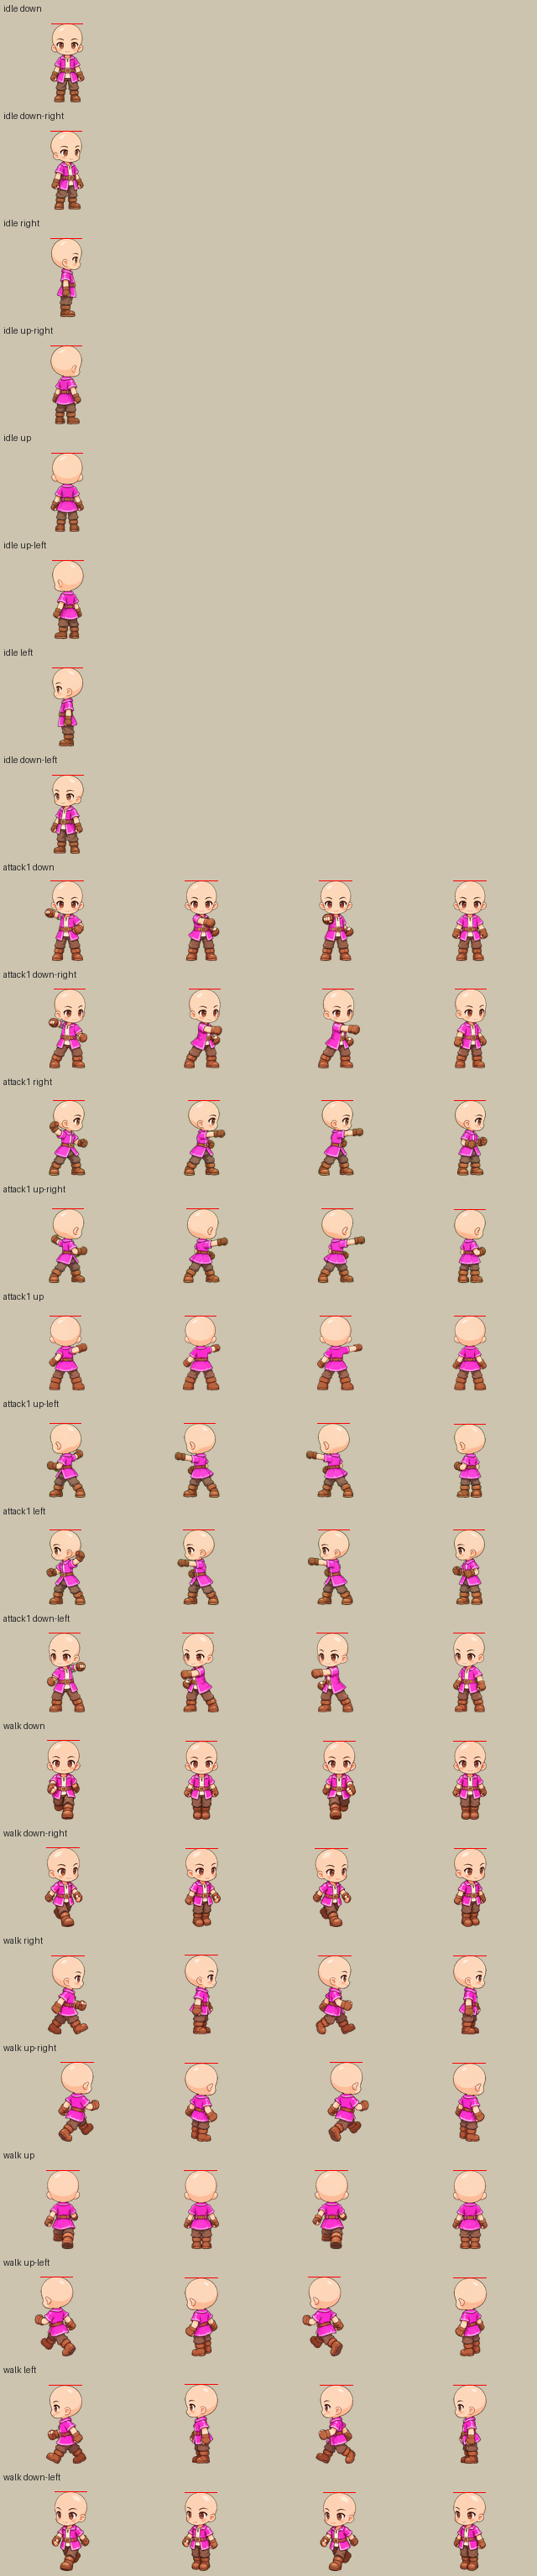 idle down
idle down-right
idle right
idle up-right
idle up
idle up-left
idle left
idle down-left
attack1 down
attack1 down-right
attack1 right
attack1 up-right
attack1 up
attack1 up-left
attack1 left
attack1 down-left
walk down
walk down-right
walk right
walk up-right
walk up
walk up-left
walk left
walk down-left